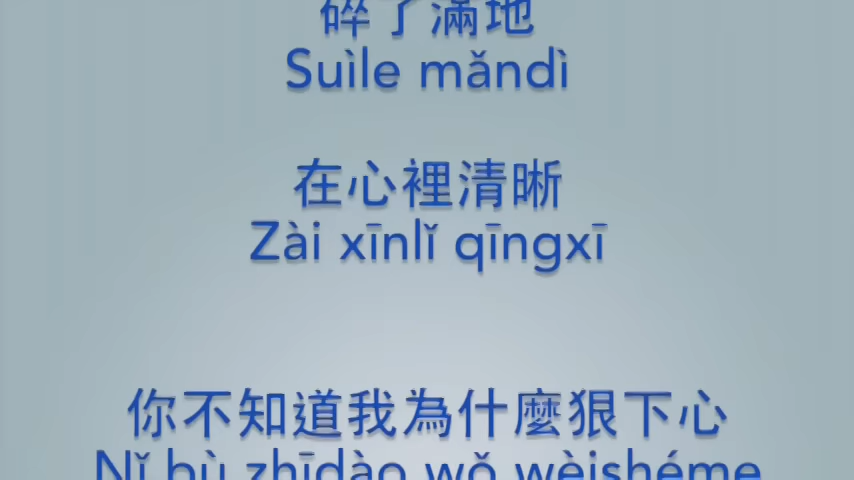 碎了滿地
Suìle mǎndì
在心裡清晰
Zài xīnlǐ qīngxī
你不知道我為什麼狠下心
Nǐ bù zhīdào wǒ wèishéme